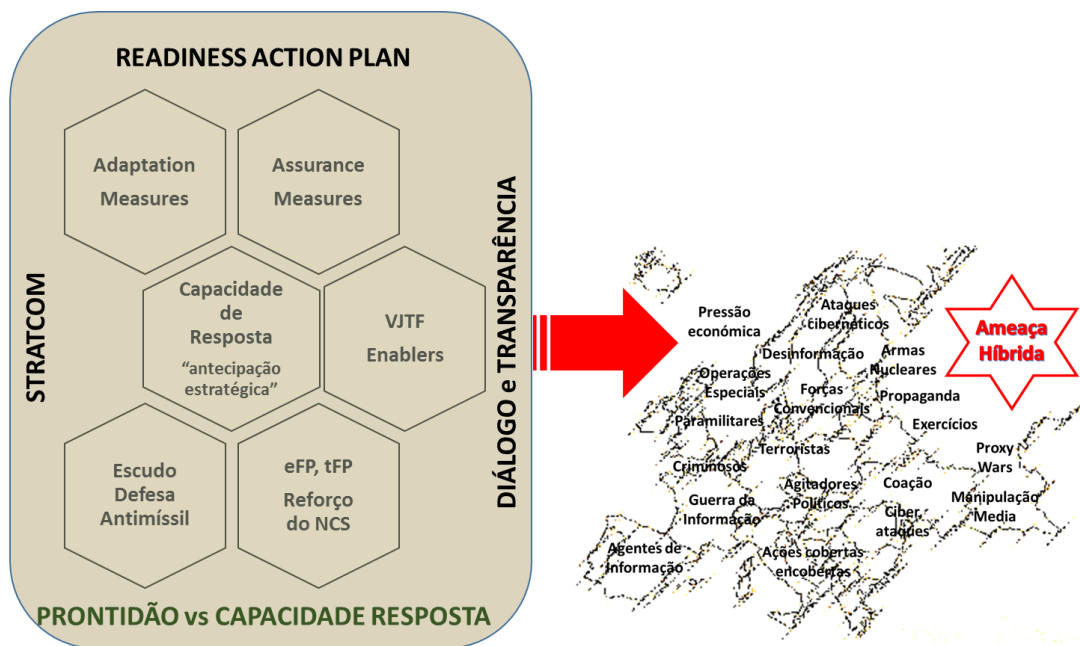 READINESS ACTION PLAN
Adaptation
Measures
Assurance
Measures
STRATCOM
Capacidade
de
Resposta
“antecipação
estratégica”
VJTF
Enablers
DIÁLOGO e TRANSPARÊNCIA
Escudo
Defesa
Antimíssil
eFP, tFP
Reforço
do NCS
PRONTIDÃO vs CAPACIDADE RESPOSTA
Pressão
económica
Ataques
cibernéticos
Ameaça
Híbrida
Desinformação
Armas
Nucleares
Operações
Especiais
Forças
Convencionais
Propaganda
Paramilitares
Exercícios
Terroristas
Proxy
Wars
Criminosos
Agitadores
Políticos
Coação
Guerra da
Informação
Ciber
ataques
Manipulação
Media
Agentes de
Informação
Ações cobertas
encobertas